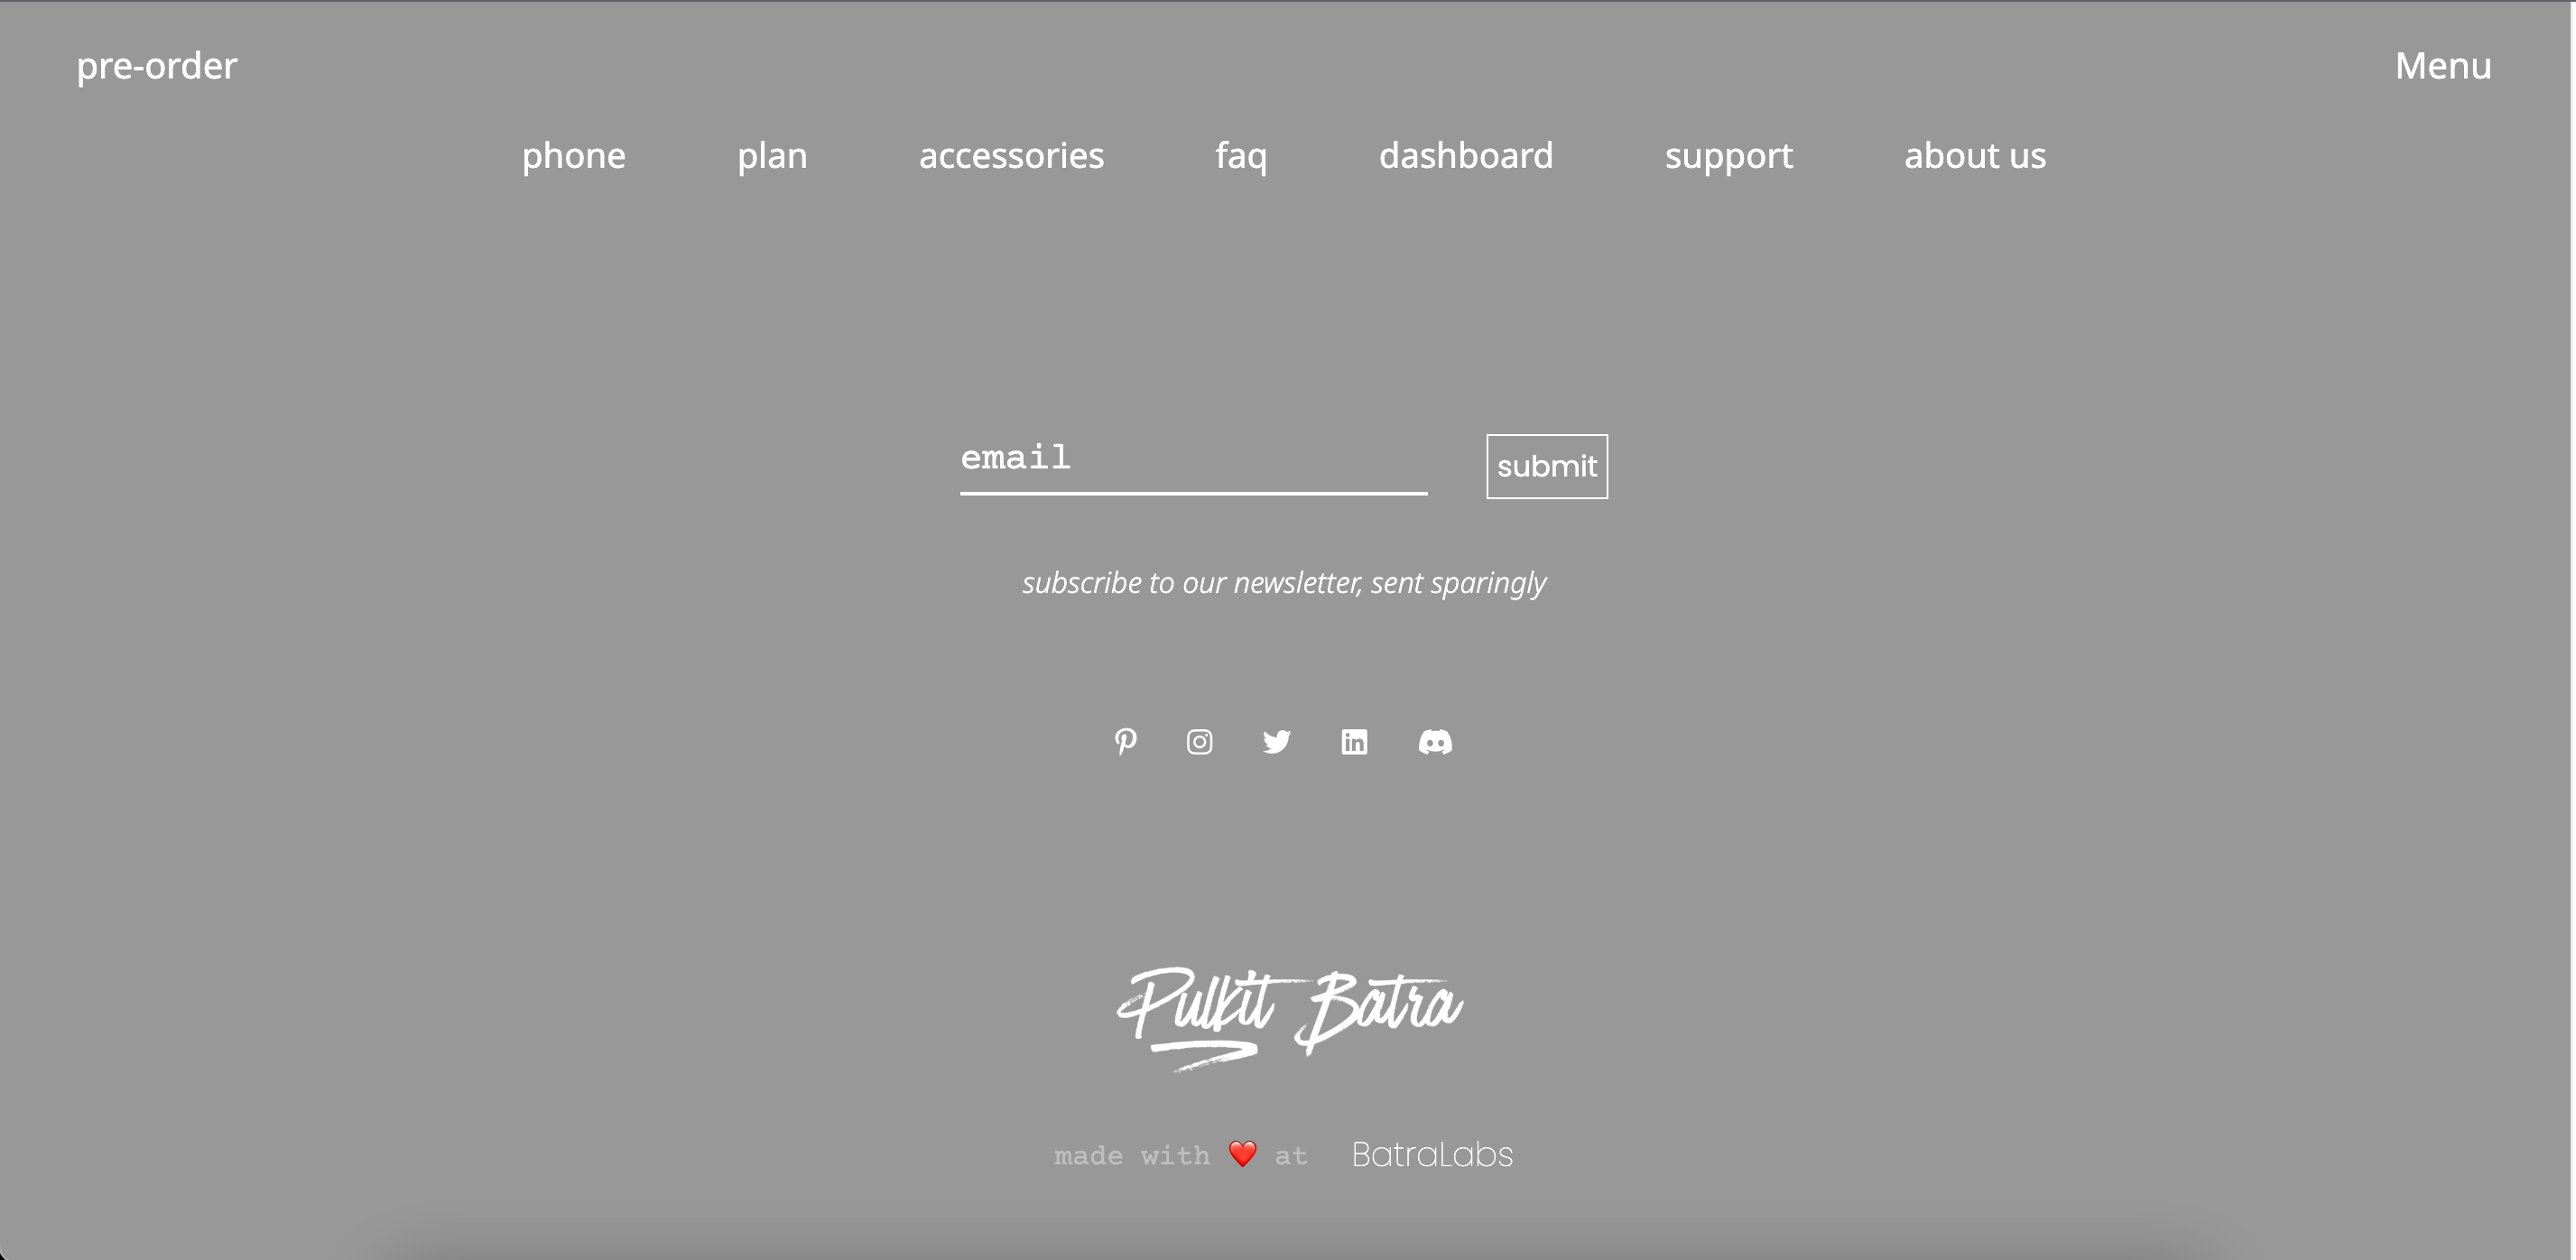 pre-order Menu
phone plan accessories faq dashboard support about us
email submit
subscribe to our newsletter, sent sparingly
Pulkit Batra
made with ❤️ at BatraLabs